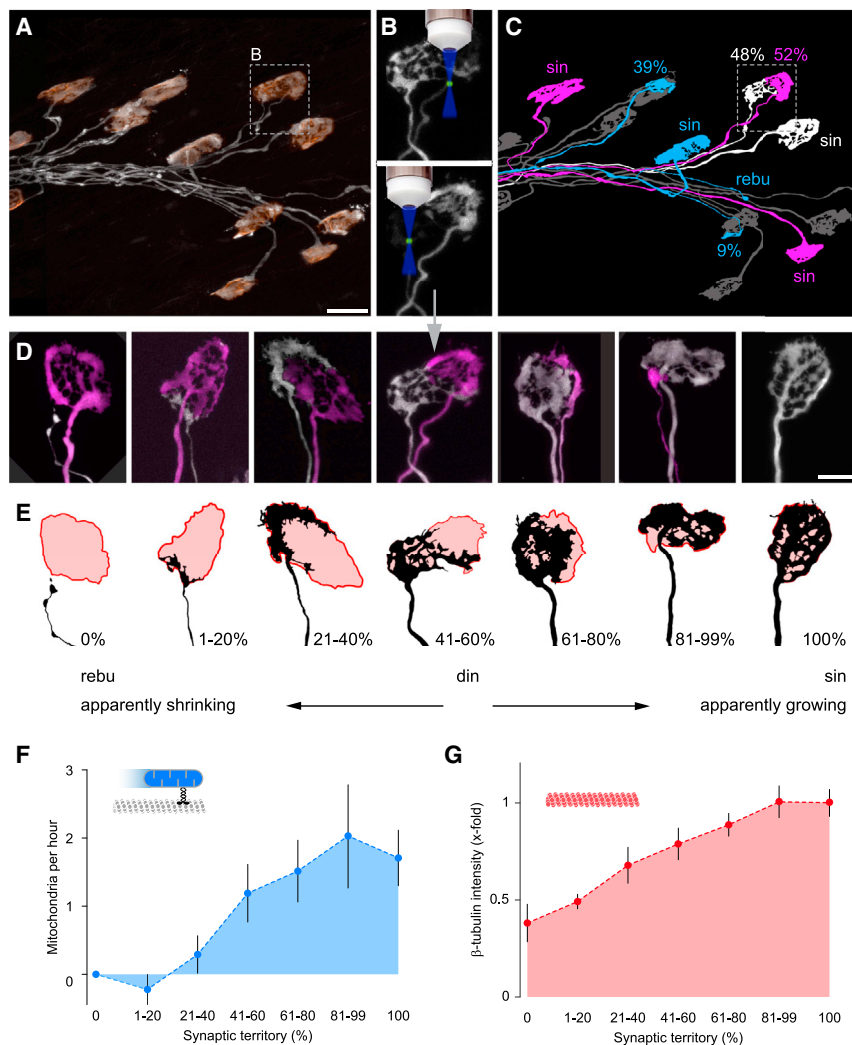 A
B
B
C
sin
39%
48%
52%
sin
sin
rebu
9%
sin
D
E
0%
1-20%
21-40%
41-60%
61-80%
81-99%
100%
rebu
din
sin
apparently shrinking
apparently growing
F
3
2
1
0
Mitochondria per hour
0
1-20
21-40
41-60
61-80
81-99
100
Synaptic territory (%)
G
1
0.5
0
β-tubulin intensity (x-fold)
0
1-20
21-40
41-60
61-80
81-99
100
Synaptic territory (%)